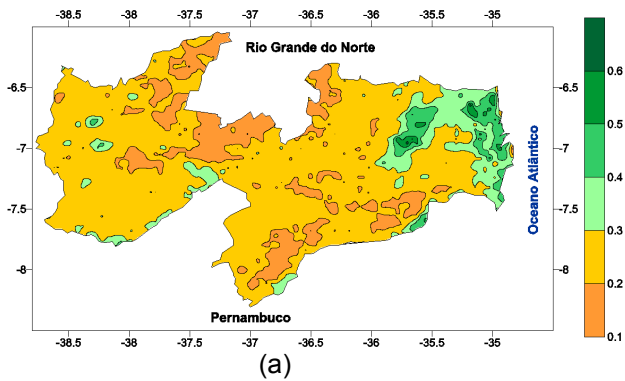 -38.5 -38 -37.5 -37 -36.5 -36 -35.5 -35
Rio Grande do Norte
-6.5 -6.5 0.6
0.5
-7 -7 Oceano Atlântico 0.4
-7.5 -7.5 0.3
-8 -8 0.2
Pernambuco 0.1
-38.5 -38 -37.5 -37 -36.5 -36 -35.5 -35
(a)